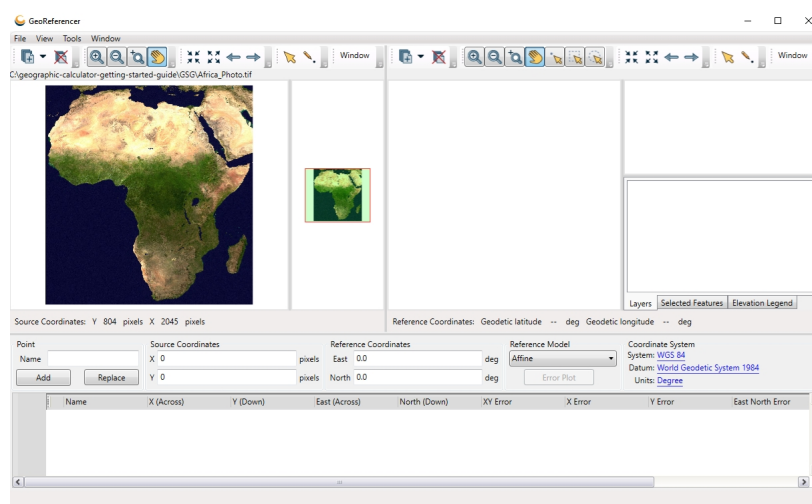 GeoReferencer
File View Tools Window
Window
Window
C:\geographic-calculator-getting-started-guide\GSG\Africa_Photo.tif
Layers Selected Features Elevation Legend
Source Coordinates: Y 804 pixels X 2045 pixels
Reference Coordinates: Geodetic latitude -- deg Geodetic longitude -- deg
Point Source Coordinates Reference Coordinates Reference Model Coordinate System
Name X 0 pixels East 0.0 deg Affine System: WGS 84
Datum: World Geodetic System 1984
Add Replace Y 0 pixels North 0.0 deg Error Plot Units: Degree
Name X (Across) Y (Down) East (Across) North (Down) XY Error X Error Y Error East North Error